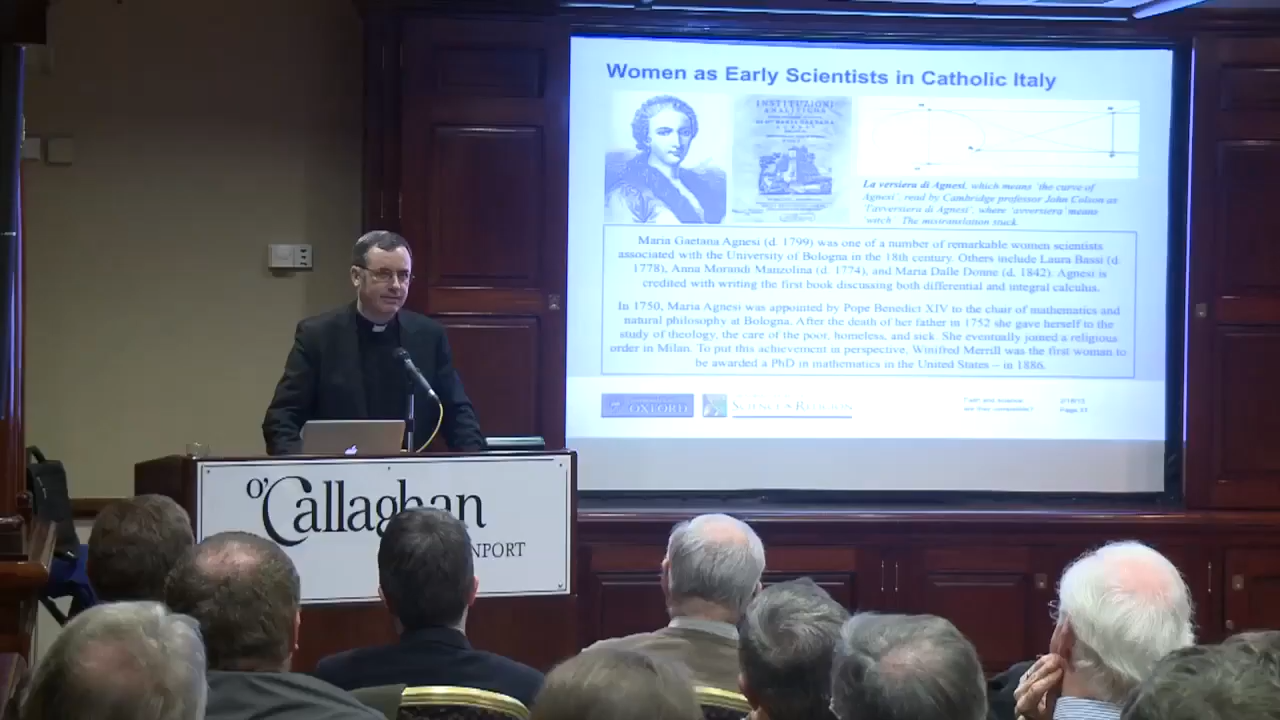 Women as Early Scientists in Catholic Italy
INSTITUZIONI
ANALITICHE
La versiera di Agnesi, which means 'the curve of
Agnesi', read by Cambridge professor John Colson as
'l'avversiera di Agnesi', where 'avversiera' means
'witch'. The mistranslation stuck.
Maria Gaetana Agnesi (d. 1799) was one of a number of remarkable women scientists
associated with the University of Bologna in the 18th century. Others include Laura Bassi (d.
1778), Anna Morandi Manzolina (d. 1774), and Maria Dalle Donne (d. 1842). Agnesi is
credited with writing the first book discussing both differential and integral calculus.
In 1750, Maria Agnesi was appointed by Pope Benedict XIV to the chair of mathematics and
natural philosophy at Bologna. After the death of her father in 1752 she gave herself to the
study of theology, the care of the poor, homeless, and sick. She eventually joined a religious
order in Milan. To put this achievement in perspective, Winifred Merrill was the first woman to
be awarded a PhD in mathematics in the United States – in 1886.
OXFORD
SCIENCE & RELIGION
are their compatible?
O'Callaghan
NPORT